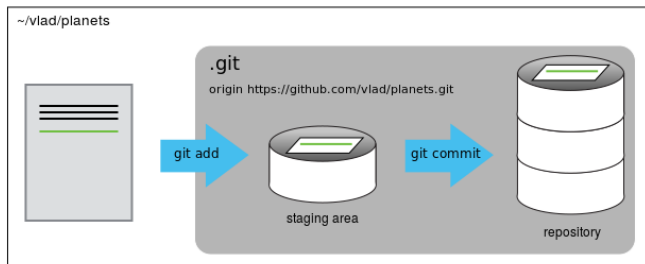 ~/vlad/planets
.git
origin https://github.com/vlad/planets.git
git add
git commit
staging area
repository